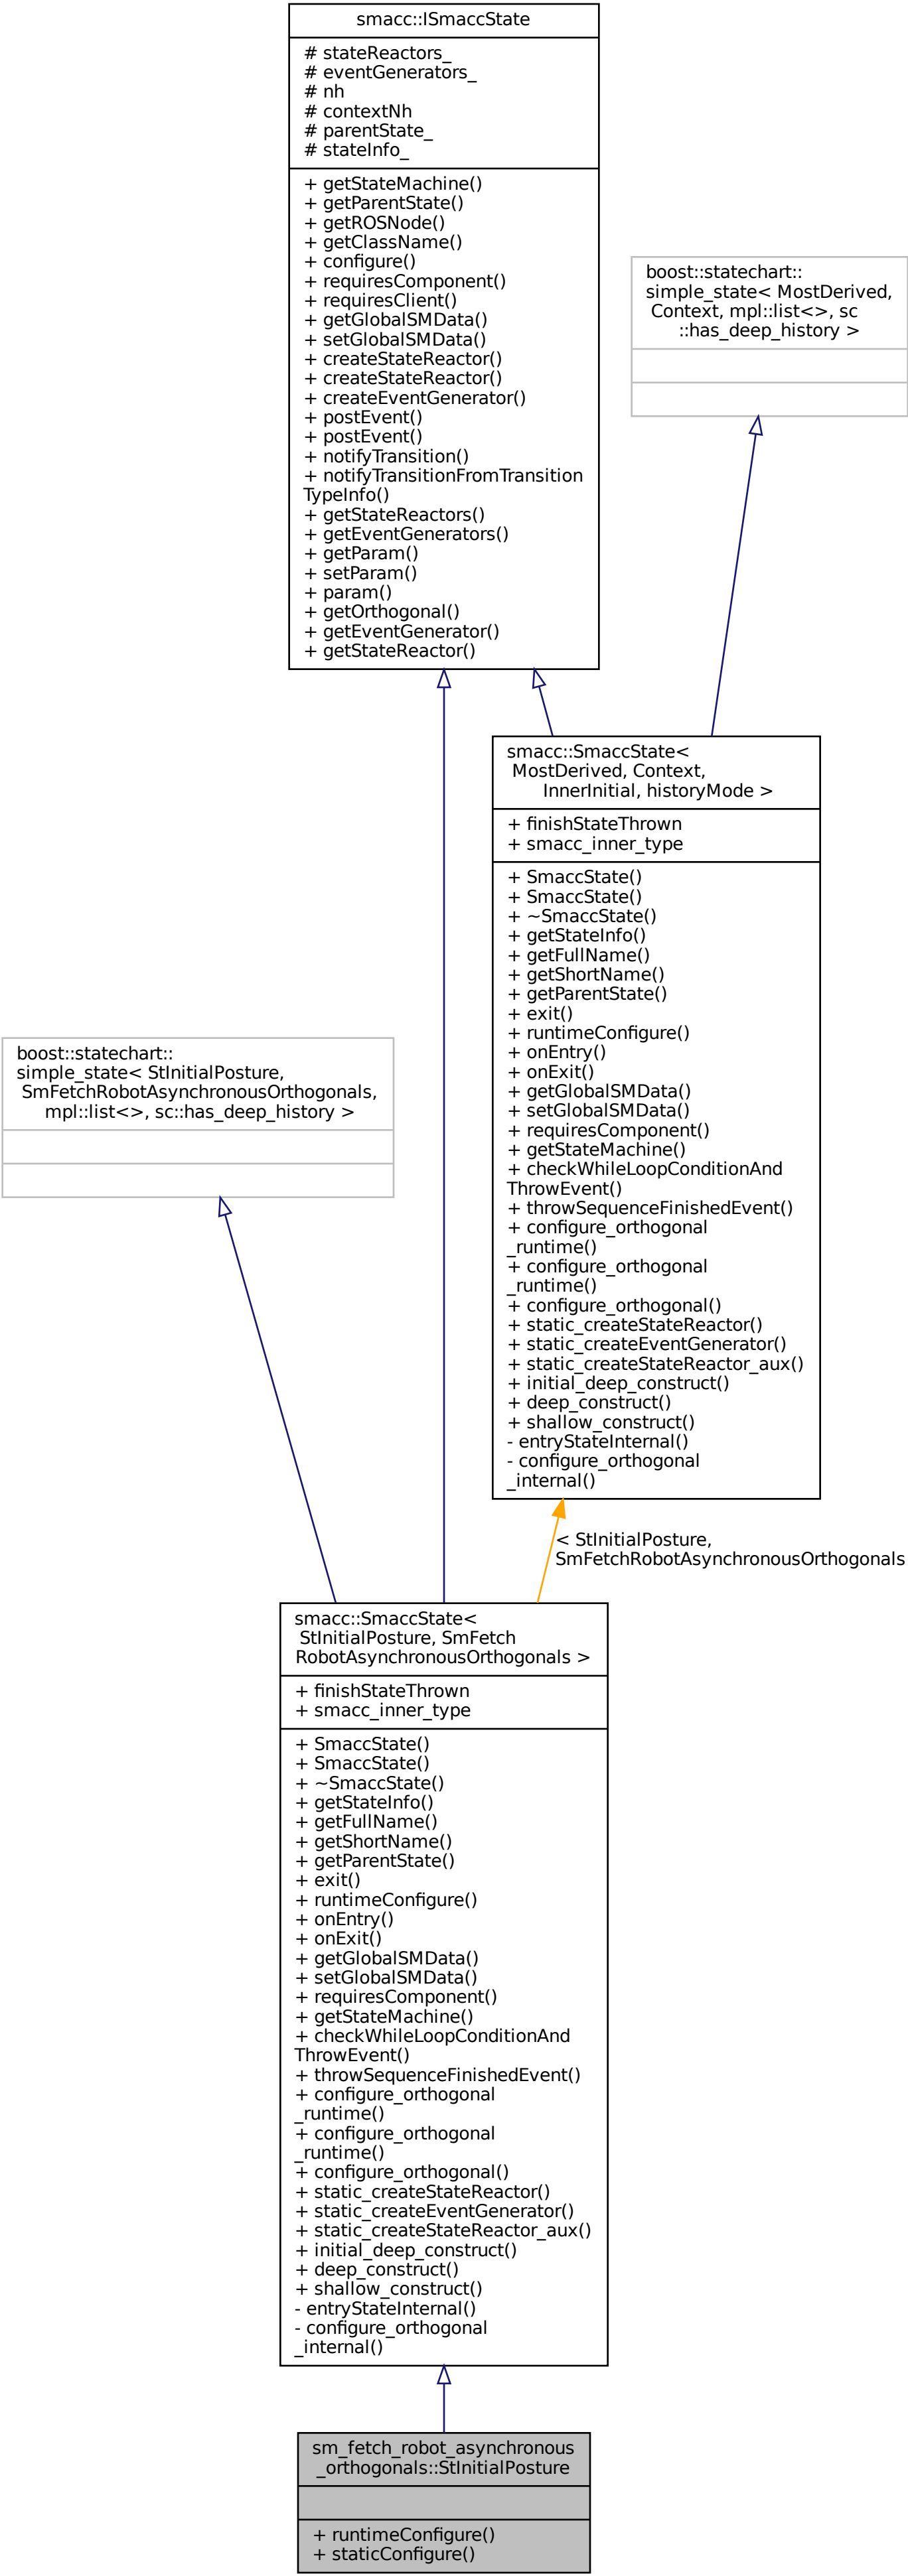 smacc::ISmaccState
# stateReactors_
# eventGenerators_
# nh
# contextNh
# parentState_
# stateInfo_
+ getStateMachine()
+ getParentState()
+ getROSNode()
+ getClassName()
+ configure()
+ requiresComponent()
+ requiresClient()
+ getGlobalSMData()
+ setGlobalSMData()
+ createStateReactor()
+ createStateReactor()
+ createEventGenerator()
+ postEvent()
+ postEvent()
+ notifyTransition()
+ notifyTransitionFromTransition
TypeInfo()
+ getStateReactors()
+ getEventGenerators()
+ getParam()
+ setParam()
+ param()
+ getOrthogonal()
+ getEventGenerator()
+ getStateReactor()
boost::statechart::
simple_state< MostDerived,
Context, mpl::list<>, sc
::has_deep_history >
smacc::SmaccState<
MostDerived, Context,
InnerInitial, historyMode >
+ finishStateThrown
+ smacc_inner_type
+ SmaccState()
+ SmaccState()
+ ~SmaccState()
+ getStateInfo()
+ getFullName()
+ getShortName()
+ getParentState()
+ exit()
+ runtimeConfigure()
+ onEntry()
+ onExit()
+ getGlobalSMData()
+ setGlobalSMData()
+ requiresComponent()
+ getStateMachine()
+ checkWhileLoopConditionAnd
ThrowEvent()
+ throwSequenceFinishedEvent()
+ configure_orthogonal
_runtime()
+ configure_orthogonal
_runtime()
+ configure_orthogonal()
+ static_createStateReactor()
+ static_createEventGenerator()
+ static_createStateReactor_aux()
+ initial_deep_construct()
+ deep_construct()
+ shallow_construct()
- entryStateInternal()
- configure_orthogonal
_internal()
boost::statechart::
simple_state< StInitialPosture,
SmFetchRobotAsynchronousOrthogonals,
mpl::list<>, sc::has_deep_history >
< StInitialPosture,
SmFetchRobotAsynchronousOrthogonals
smacc::SmaccState<
StInitialPosture, SmFetch
RobotAsynchronousOrthogonals >
+ finishStateThrown
+ smacc_inner_type
+ SmaccState()
+ SmaccState()
+ ~SmaccState()
+ getStateInfo()
+ getFullName()
+ getShortName()
+ getParentState()
+ exit()
+ runtimeConfigure()
+ onEntry()
+ onExit()
+ getGlobalSMData()
+ setGlobalSMData()
+ requiresComponent()
+ getStateMachine()
+ checkWhileLoopConditionAnd
ThrowEvent()
+ throwSequenceFinishedEvent()
+ configure_orthogonal
_runtime()
+ configure_orthogonal
_runtime()
+ configure_orthogonal()
+ static_createStateReactor()
+ static_createEventGenerator()
+ static_createStateReactor_aux()
+ initial_deep_construct()
+ deep_construct()
+ shallow_construct()
- entryStateInternal()
- configure_orthogonal
_internal()
sm_fetch_robot_asynchronous
_orthogonals::StInitialPosture
+ runtimeConfigure()
+ staticConfigure()